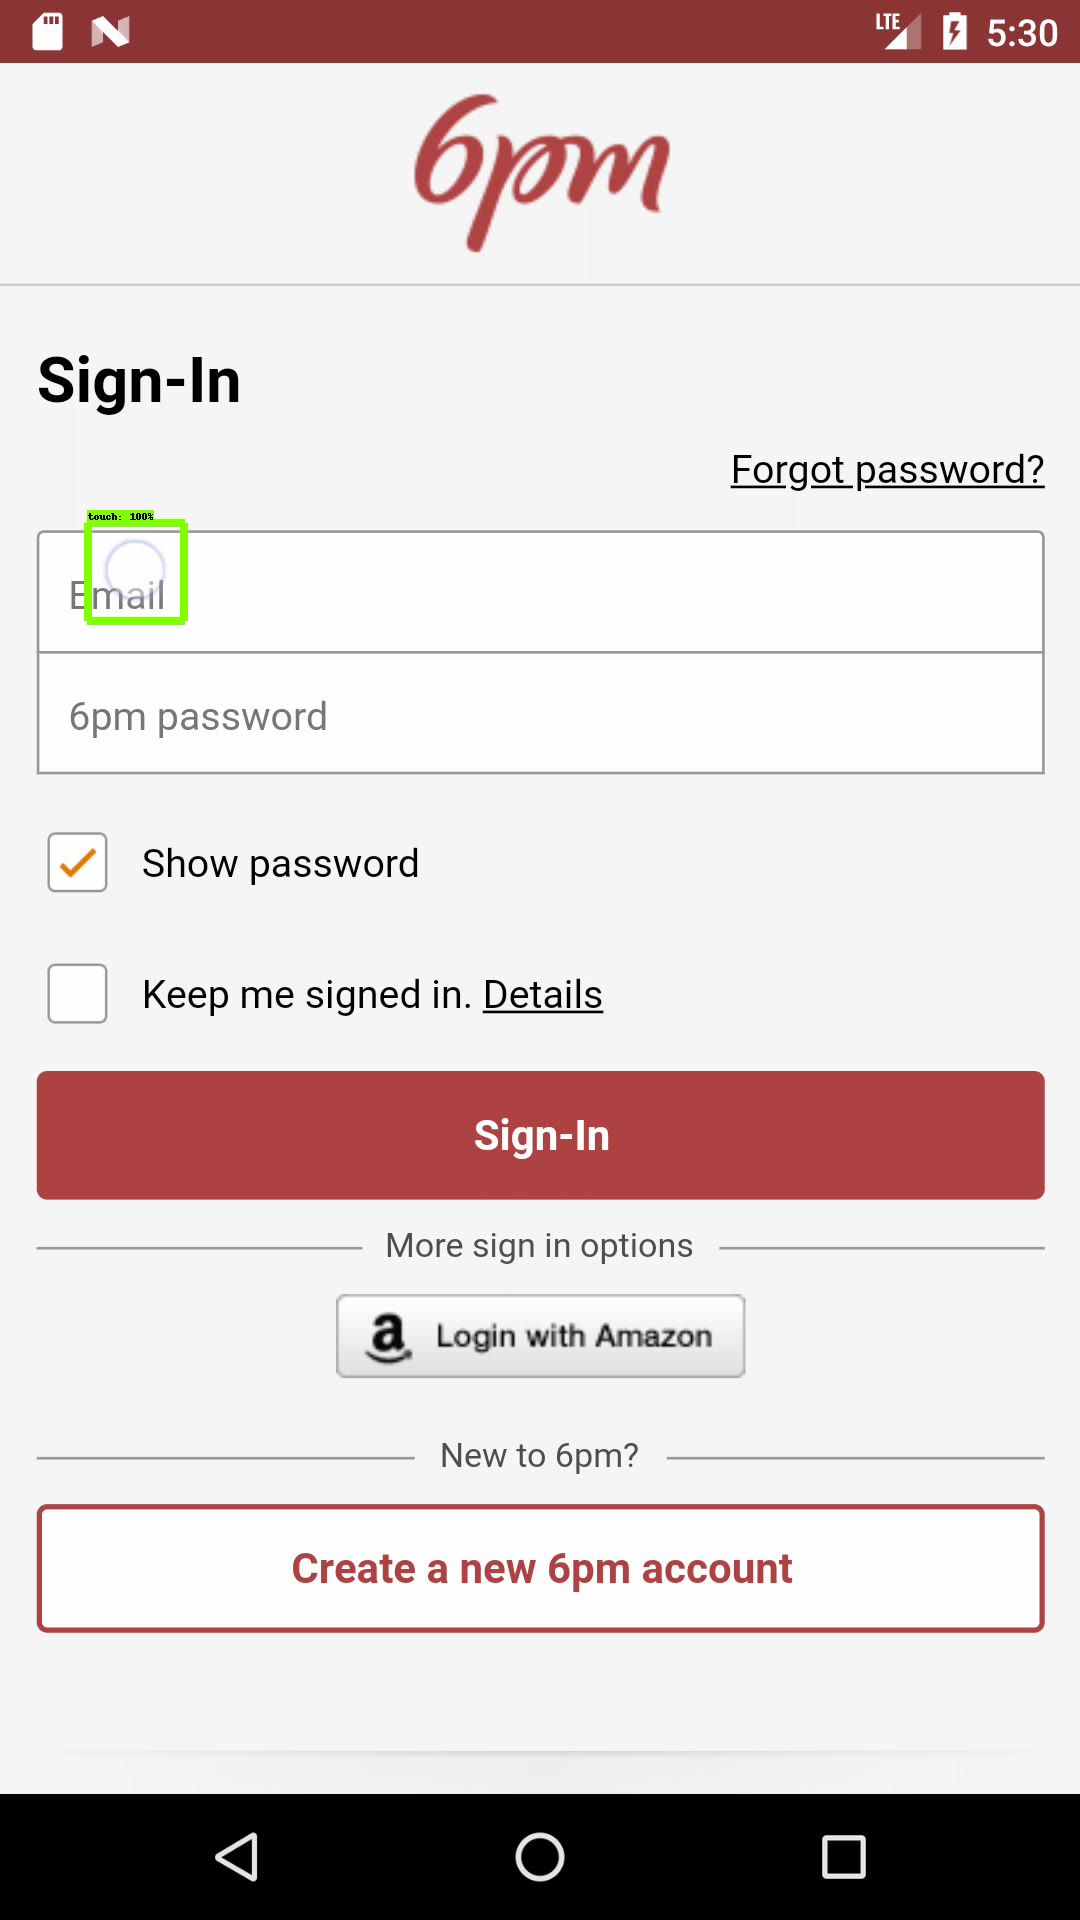 LTE 5:30
6pm
Sign-In
Forgot password?
touch: 100%
Email
6pm password
Show password
Keep me signed in. Details
Sign-In
More sign in options
a Login with Amazon
New to 6pm?
Create a new 6pm account